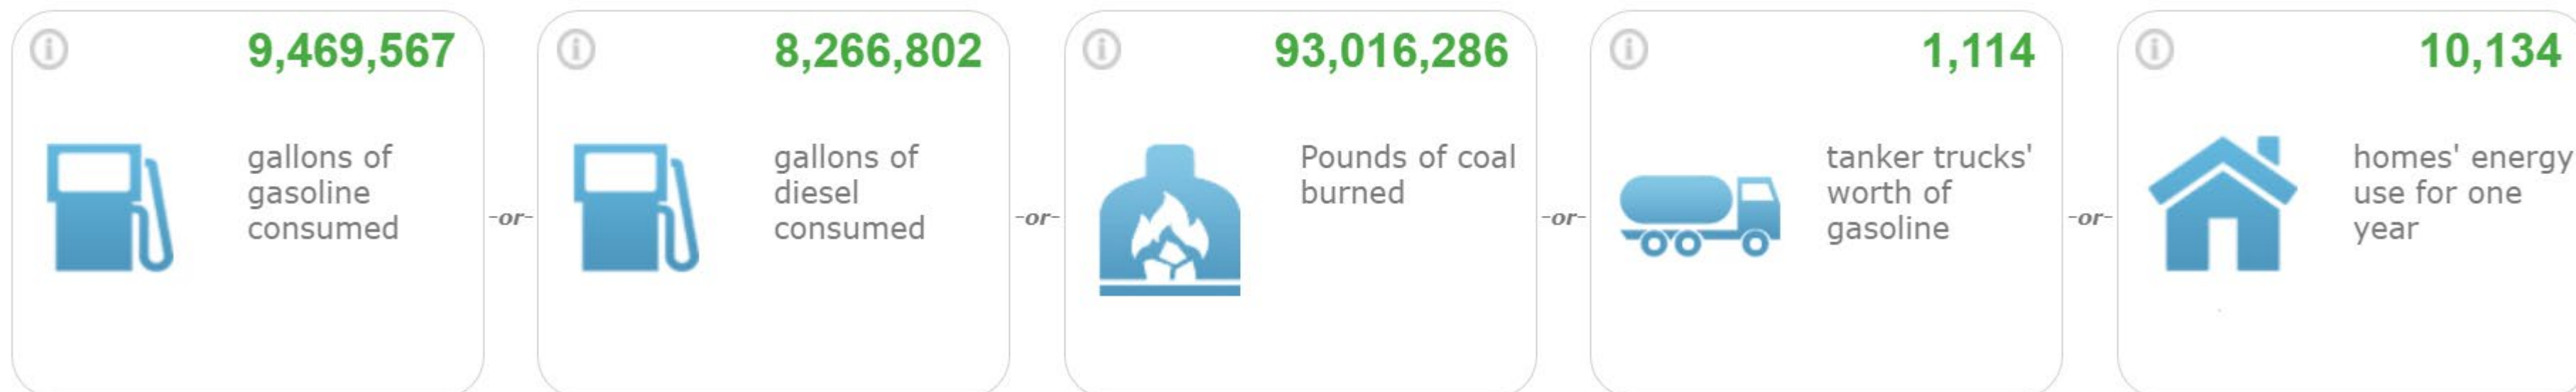 9,469,567
gallons of
gasoline
consumed
-or-
8,266,802
gallons of
diesel
consumed
-or-
93,016,286
Pounds of coal
burned
-or-
1,114
tanker trucks'
worth of
gasoline
-or-
10,134
homes' energy
use for one
year